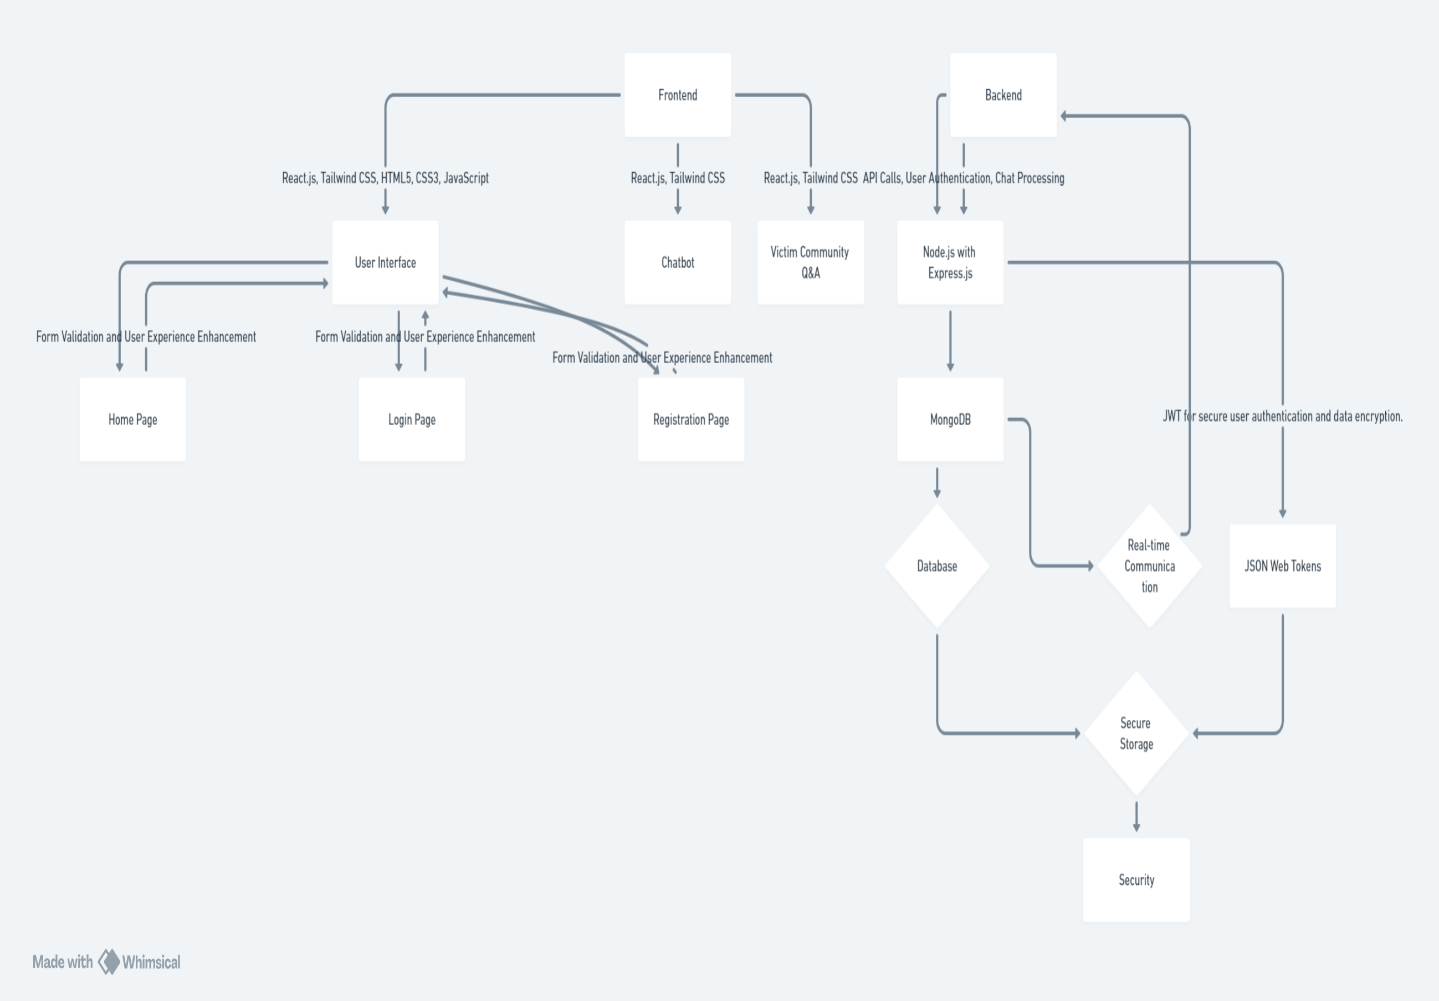 Frontend
Backend
React.js, Tailwind CSS, HTML5, CSS3, JavaScript
React.js, Tailwind CSS
React.js, Tailwind CSS
API Calls, User Authentication, Chat Processing
User Interface
Chatbot
Victim Community
Q&A
Node.js with
Express.js
Form Validation and User Experience Enhancement
Form Validation and User Experience Enhancement
Form Validation and User Experience Enhancement
Home Page
Login Page
Registration Page
MongoDB
JWT for secure user authentication and data encryption.
Database
Real-time
Communica
tion
JSON Web Tokens
Secure
Storage
Security
Made with Whimsical